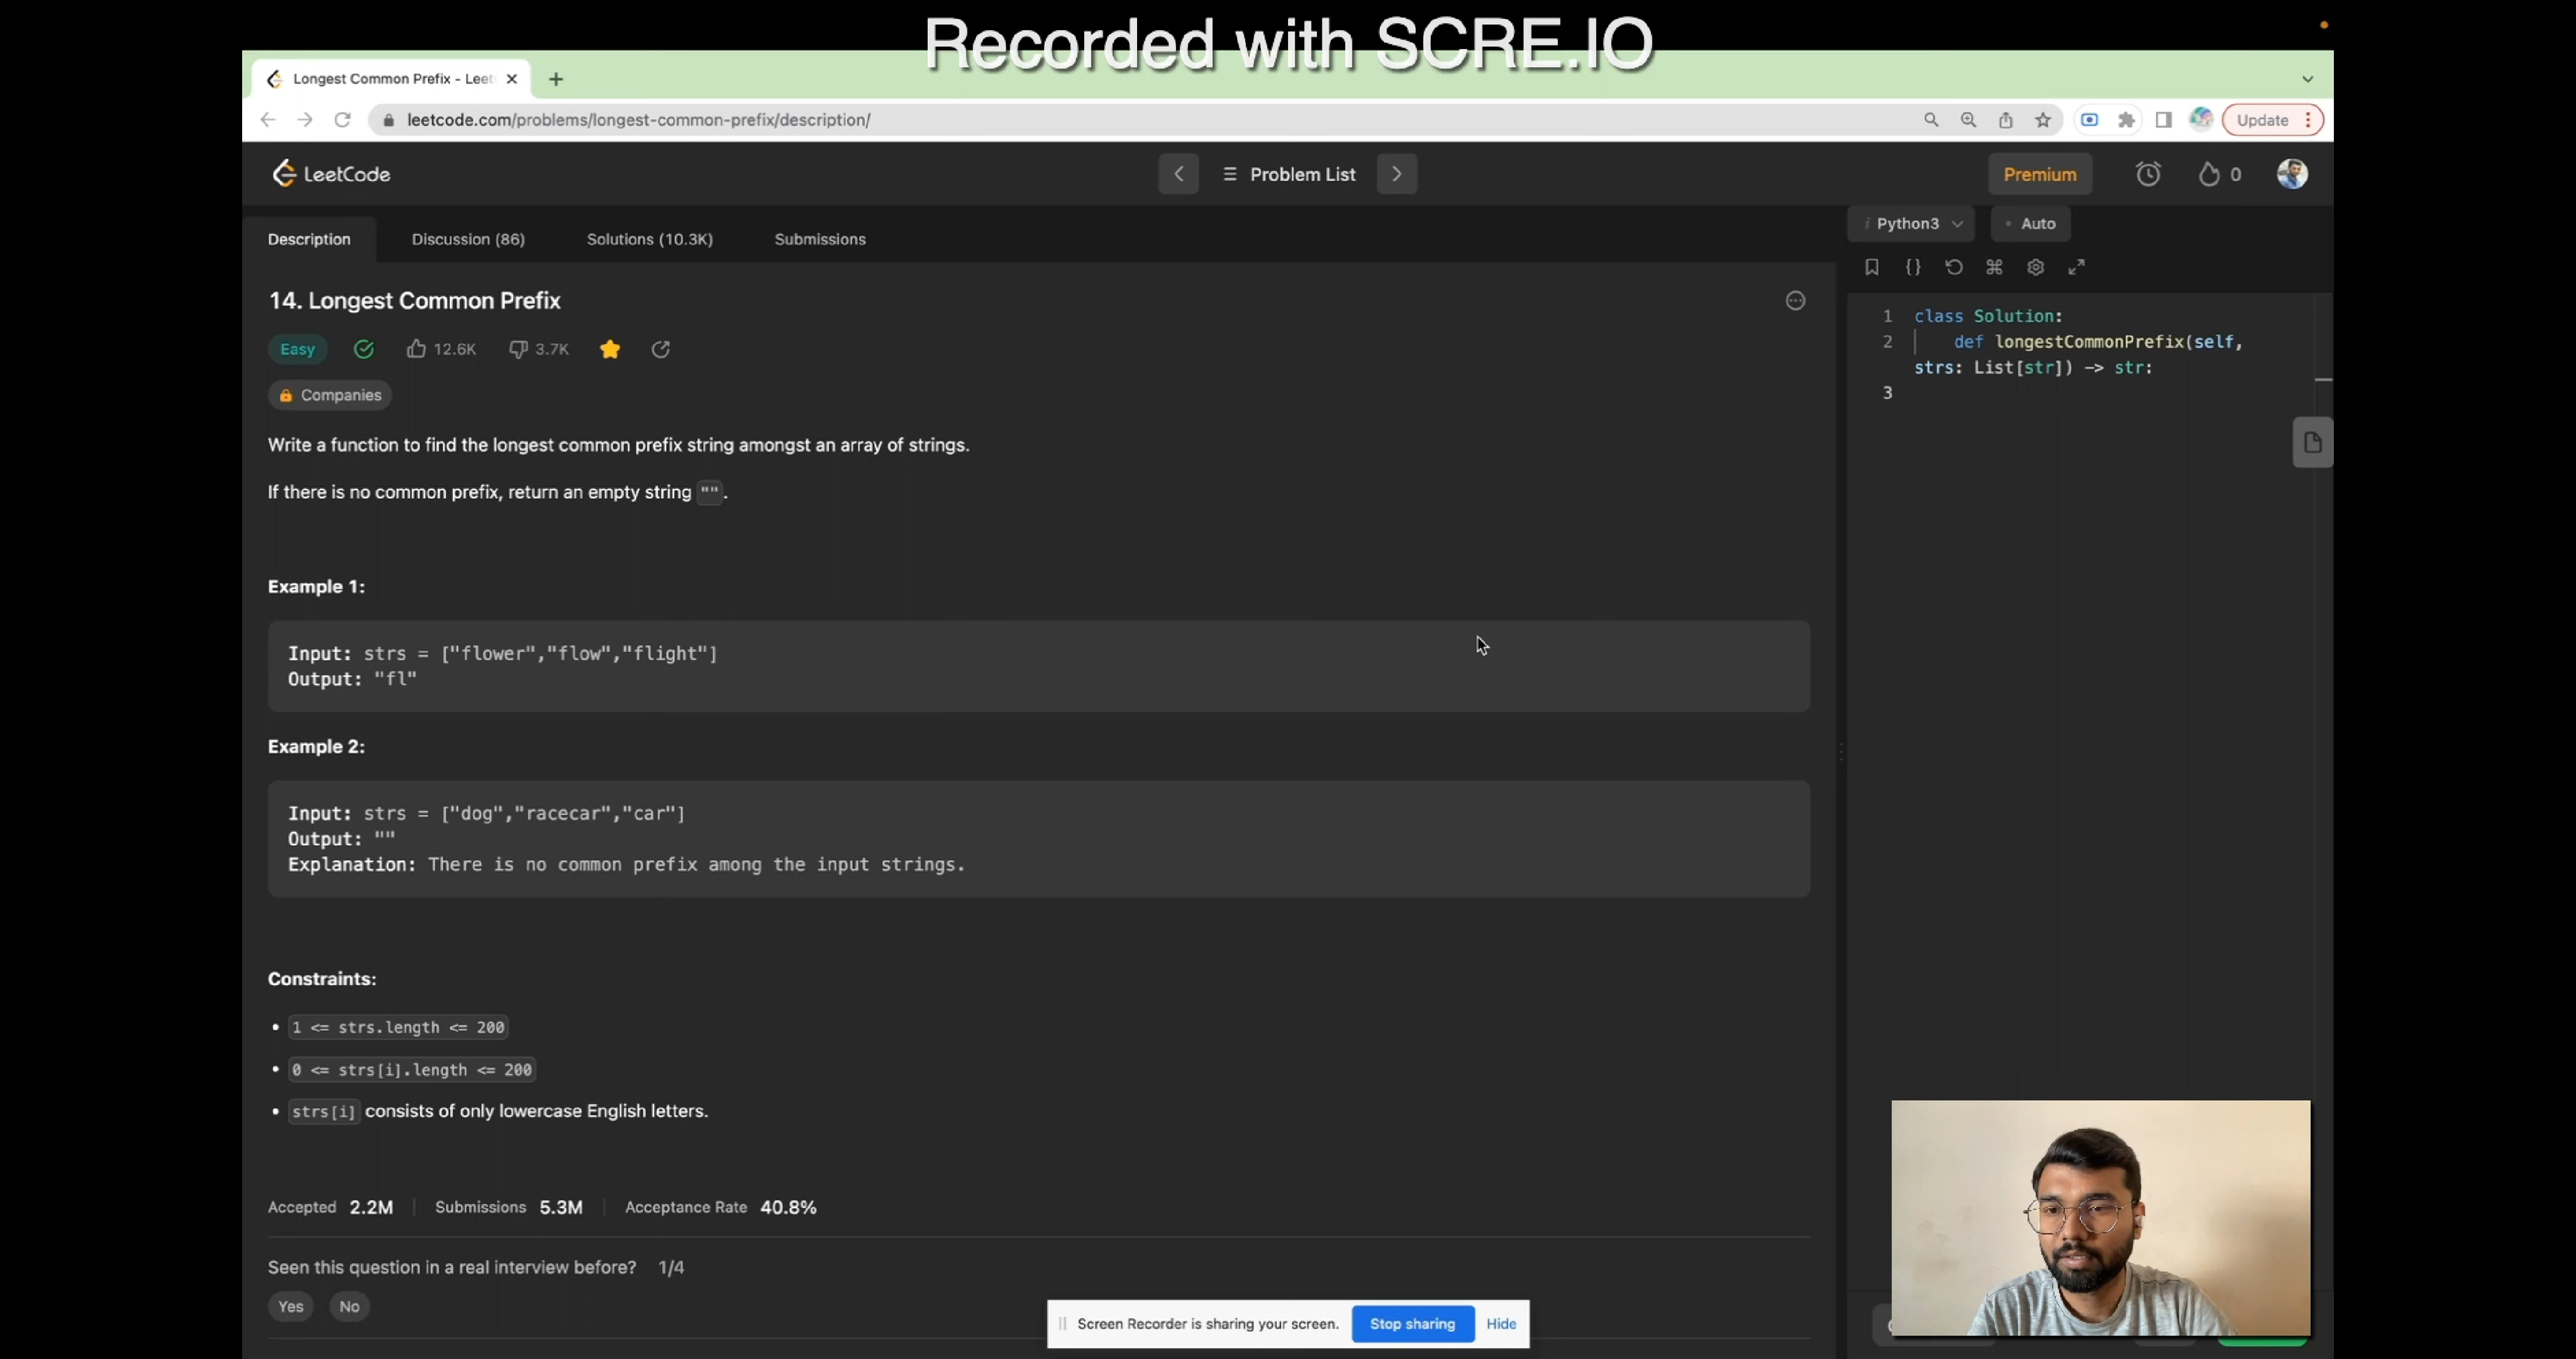 Recorded with SCRE.IO
Longest Common Prefix - Leet
leetcode.com/problems/longest-common-prefix/description/
Update
LeetCode
Problem List
Premium
0
Description
Discussion (86)
Solutions (10.3K)
Submissions
i Python3
Auto
14. Longest Common Prefix
Easy
12.6K
3.7K
Companies
Write a function to find the longest common prefix string amongst an array of strings.
If there is no common prefix, return an empty string "".
Example 1:
Input: strs = ["flower","flow","flight"]
Output: "fl"
Example 2:
Input: strs = ["dog","racecar","car"]
Output: ""
Explanation: There is no common prefix among the input strings.
Constraints:
• 1 <= strs.length <= 200
• 0 <= strs[i].length <= 200
• strs[i] consists of only lowercase English letters.
Accepted 2.2M
Submissions 5.3M
Acceptance Rate 40.8%
Seen this question in a real interview before? 1/4
Yes
No
{}
1 class Solution:
2 def longestCommonPrefix(self,
strs: List[str]) -> str:
3
Screen Recorder is sharing your screen.
Stop sharing
Hide